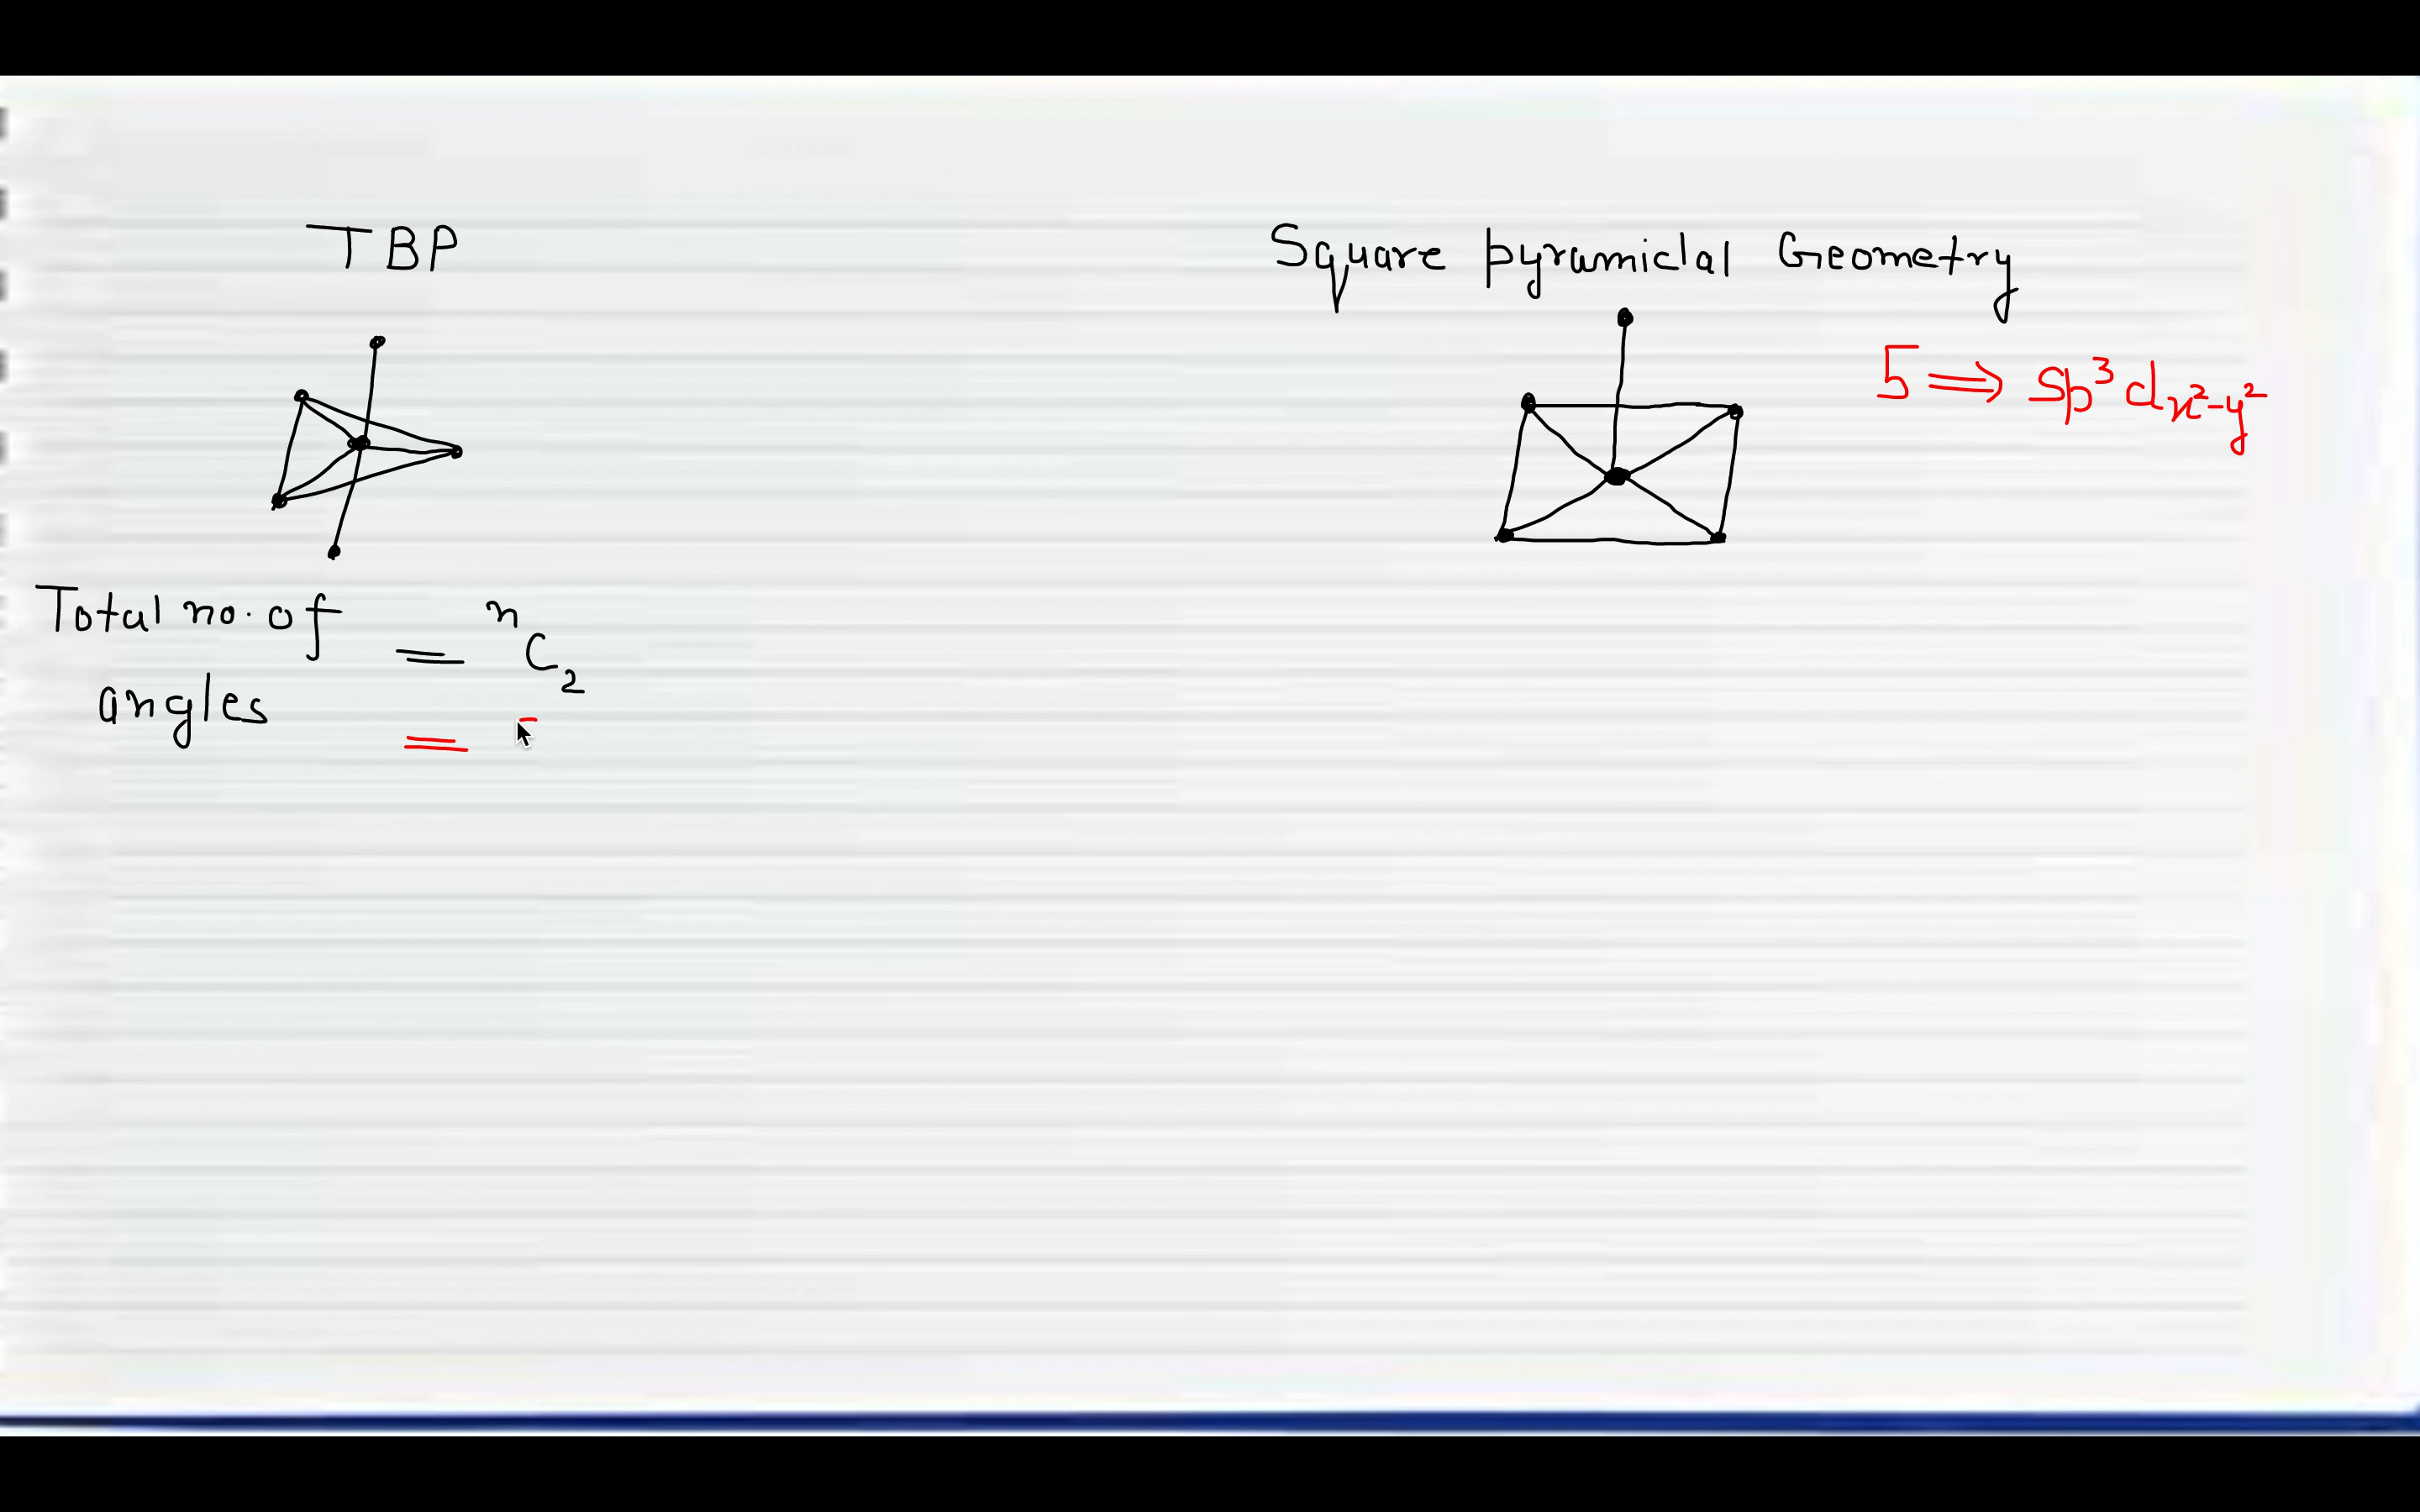 TBP
Square pyramidal Geometry
5 ⟹ sp³d x²-y²
Total no. of angles = ⁿC₂
=